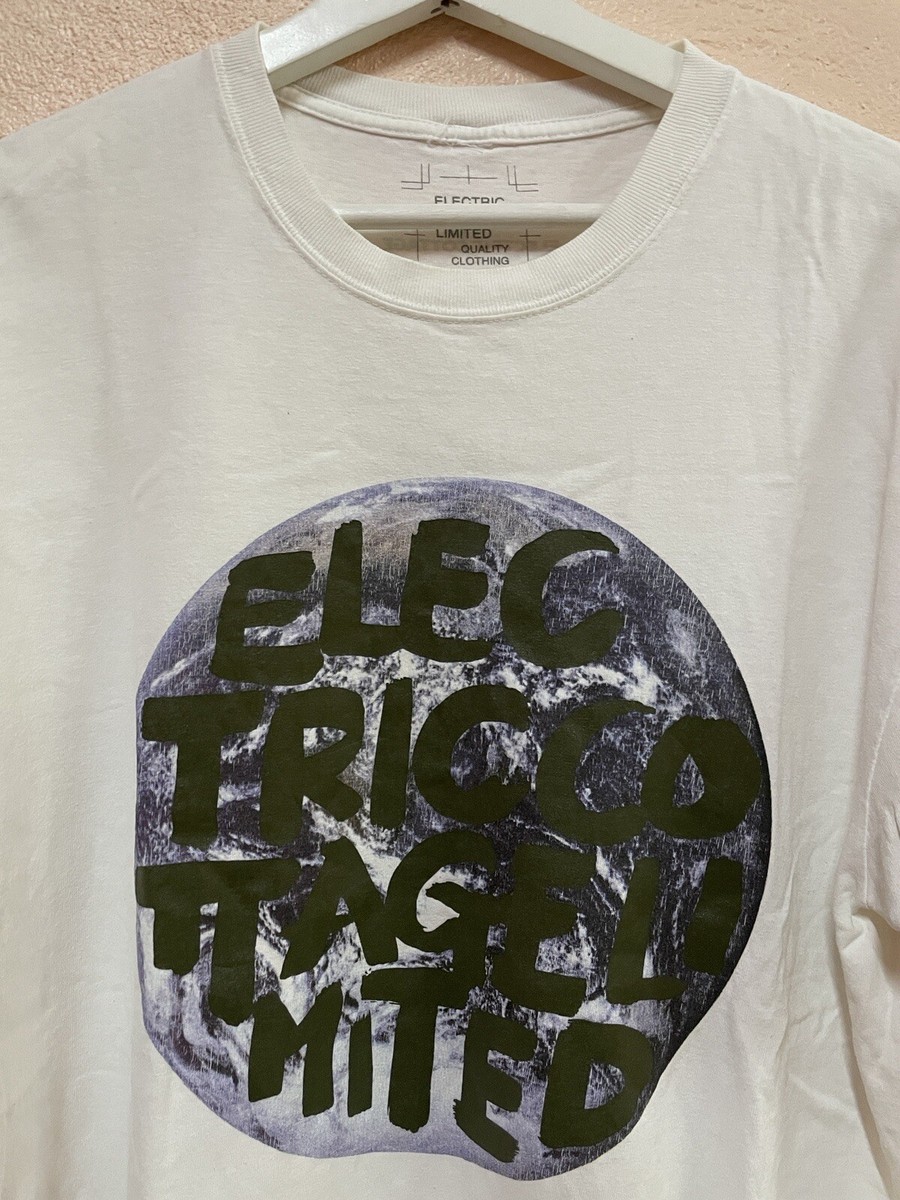 ELECTRIC
LIMITED
QUALITY
CLOTHING
ELEC
TRICCO
TTAGELI
MITED